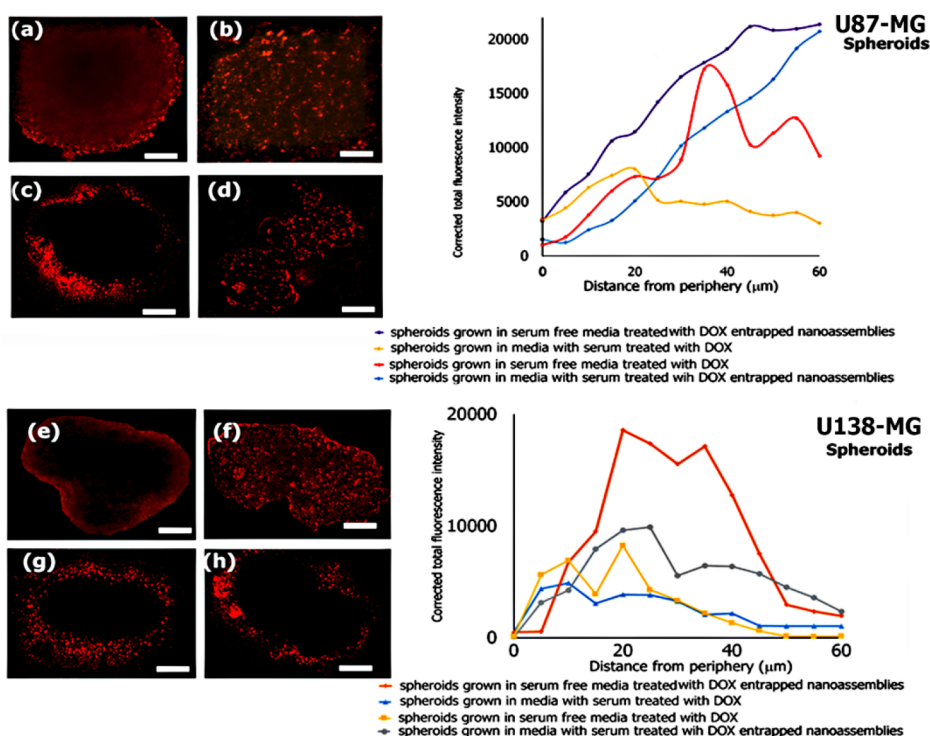 (a)
(b)
(c)
(d)
U87-MG
Spheroids
Corrected total fluorescence intensity
20000
15000
10000
5000
0
0 20 40 60
Distance from periphery (μm)
spheroids grown in serum free media treated with DOX entrapped nanoassemblies
spheroids grown in media with serum treated with DOX
spheroids grown in serum free media treated with DOX
spheroids grown in media with serum treated wih DOX entrapped nanoassemblies
(e)
(f)
(g)
(h)
U138-MG
Spheroids
Corrected total fluorescence intensity
20000
10000
0
0 20 40 60
Distance from periphery (μm)
spheroids grown in serum free media treated with DOX entrapped nanoassemblies
spheroids grown in media with serum treated with DOX
spheroids grown in serum free media treated with DOX
spheroids grown in media with serum treated wih DOX entrapped nanoassemblies